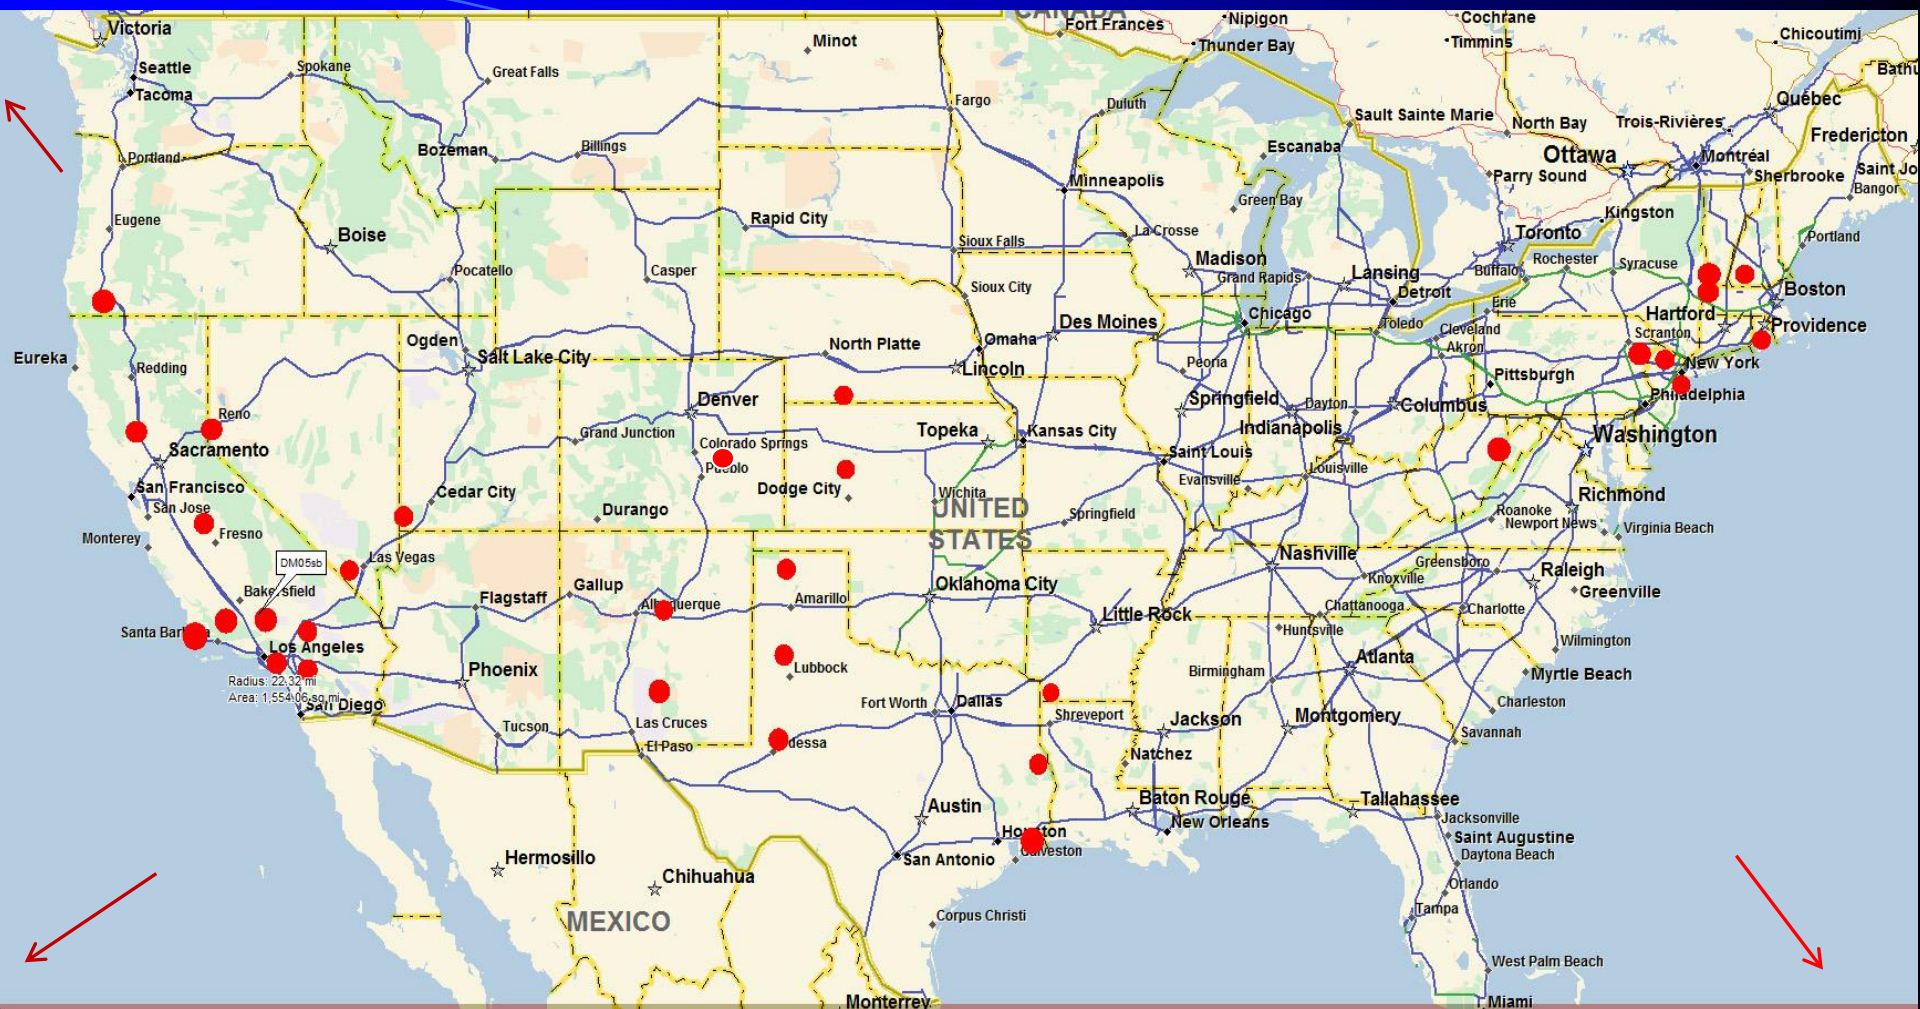 CANADA
Victoria
Fort Frances
Nipigon
Cochrane
Thunder Bay
Timmins
Chicoutimi
Minot
Seattle
Spokane
Great Falls
Tacoma
Fargo
Duluth
Québec
Sault Sainte Marie
North Bay
Trois-Rivières
Fredericton
Portland
Bozeman
Billings
Escanaba
Ottawa
Montréal
Saint Jo
Minneapolis
Parry Sound
Sherbrooke
Bangor
Eugene
Rapid City
Green Bay
Kingston
Boise
Sioux Falls
La Crosse
Toronto
Portland
Pocatello
Casper
Madison
Grand Rapids
Lansing
Buffalo
Rochester
Syracuse
Sioux City
Detroit
Erie
Boston
Ogden
Omaha
Des Moines
Chicago
Toledo
Cleveland
Hartford
Providence
Eureka
Redding
Salt Lake City
North Platte
Lincoln
Peoria
Akron
Scranton
New York
Pittsburgh
Philadelphia
Denver
Springfield
Dayton
Columbus
Reno
Grand Junction
Colorado Springs
Topeka
Kansas City
Indianapolis
Washington
Sacramento
Pueblo
Saint Louis
Louisville
San Francisco
Cedar City
Dodge City
Wichita
Evansville
Richmond
San Jose
Durango
UNITED
STATES
Springfield
Roanoke
Newport News
Virginia Beach
Monterey
Fresno
Las Vegas
DM05sb
Nashville
Greensboro
Raleigh
Bakersfield
Flagstaff
Gallup
Albuquerque
Amarillo
Oklahoma City
Little Rock
Knoxville
Chattanooga
Charlotte
Greenville
Santa Barbara
Los Angeles
Huntsville
Wilmington
Phoenix
Lubbock
Birmingham
Atlanta
Myrtle Beach
Radius: 22.32 mi
Area: 1,554.06 sq mi
San Diego
Tucson
Las Cruces
El Paso
Odessa
Fort Worth
Dallas
Shreveport
Jackson
Montgomery
Charleston
Savannah
Natchez
Austin
Baton Rouge
Tallahassee
Jacksonville
Houston
New Orleans
Saint Augustine
Hermosillo
San Antonio
Galveston
Daytona Beach
Chihuahua
Orlando
MEXICO
Corpus Christi
Tampa
West Palm Beach
Monterrey
Miami